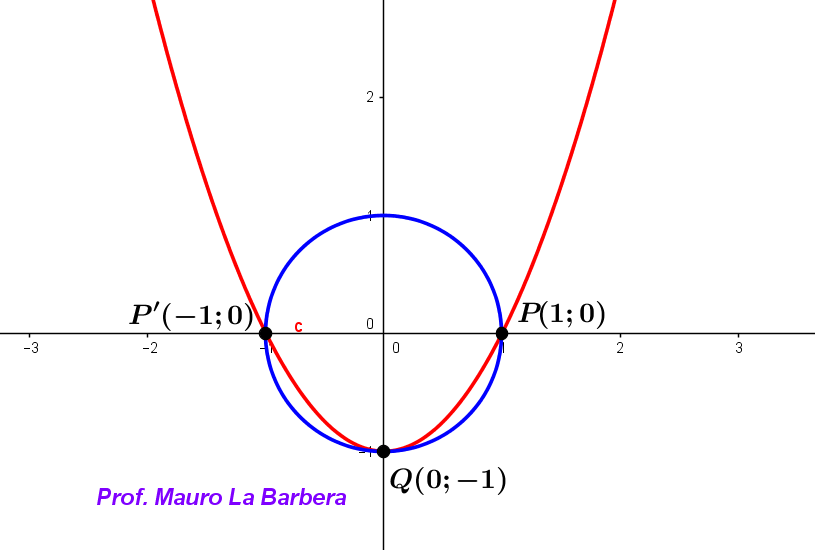 2
1
P′(−1;0)
c
0
P(1;0)
−3
−2
−1
0
1
2
3
−1
Q(0;−1)
Prof. Mauro La Barbera